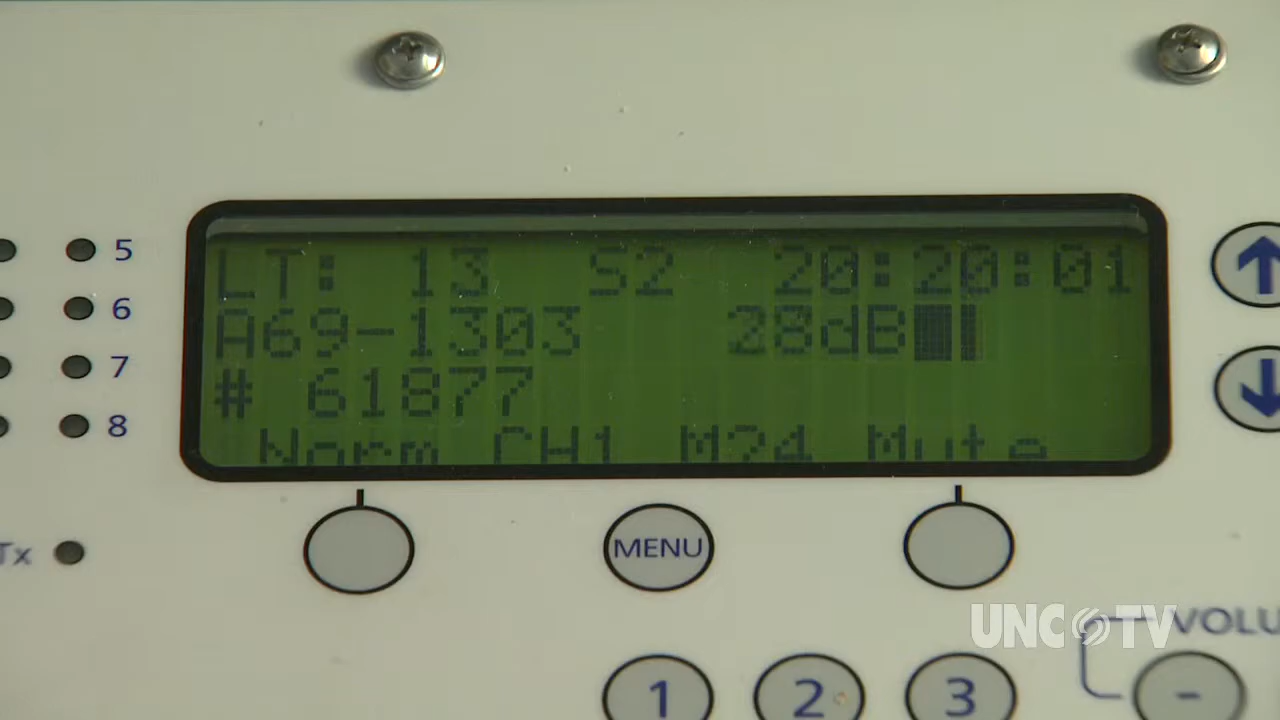 LT: 13 S2 20:20:01
A69-1303 28dB
# 61877
Norm CH1 M24 Mute
5
6
7
8
Tx
MENU
UNC TV
VOLU
1 2 3 -